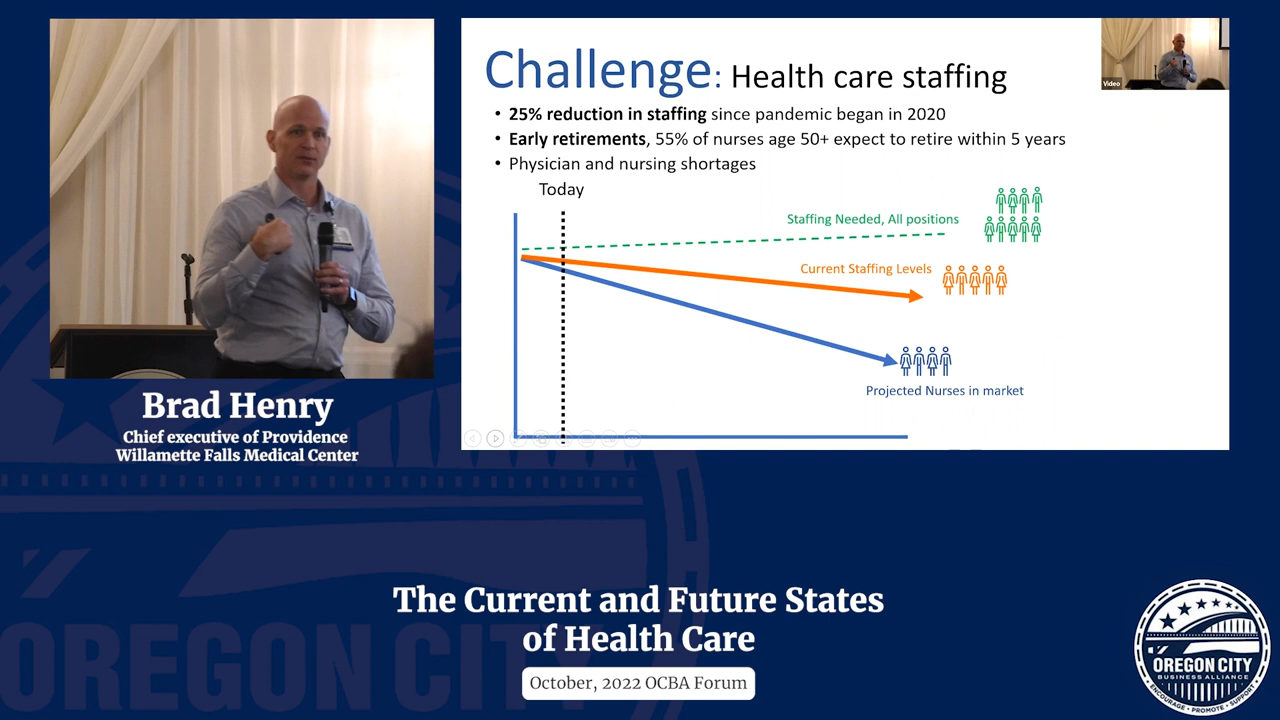 Challenge: Health care staffing
• 25% reduction in staffing since pandemic began in 2020
• Early retirements, 55% of nurses age 50+ expect to retire within 5 years
• Physician and nursing shortages
Today
Staffing Needed, All positions
Current Staffing Levels
Projected Nurses in market
Video
Brad Henry
Chief executive of Providence
Willamette Falls Medical Center
The Current and Future States
of Health Care
October, 2022 OCBA Forum
OREGON CITY
BUSINESS ALLIANCE
ENCOURAGE • PROMOTE • SUPPORT
OREGON CITY